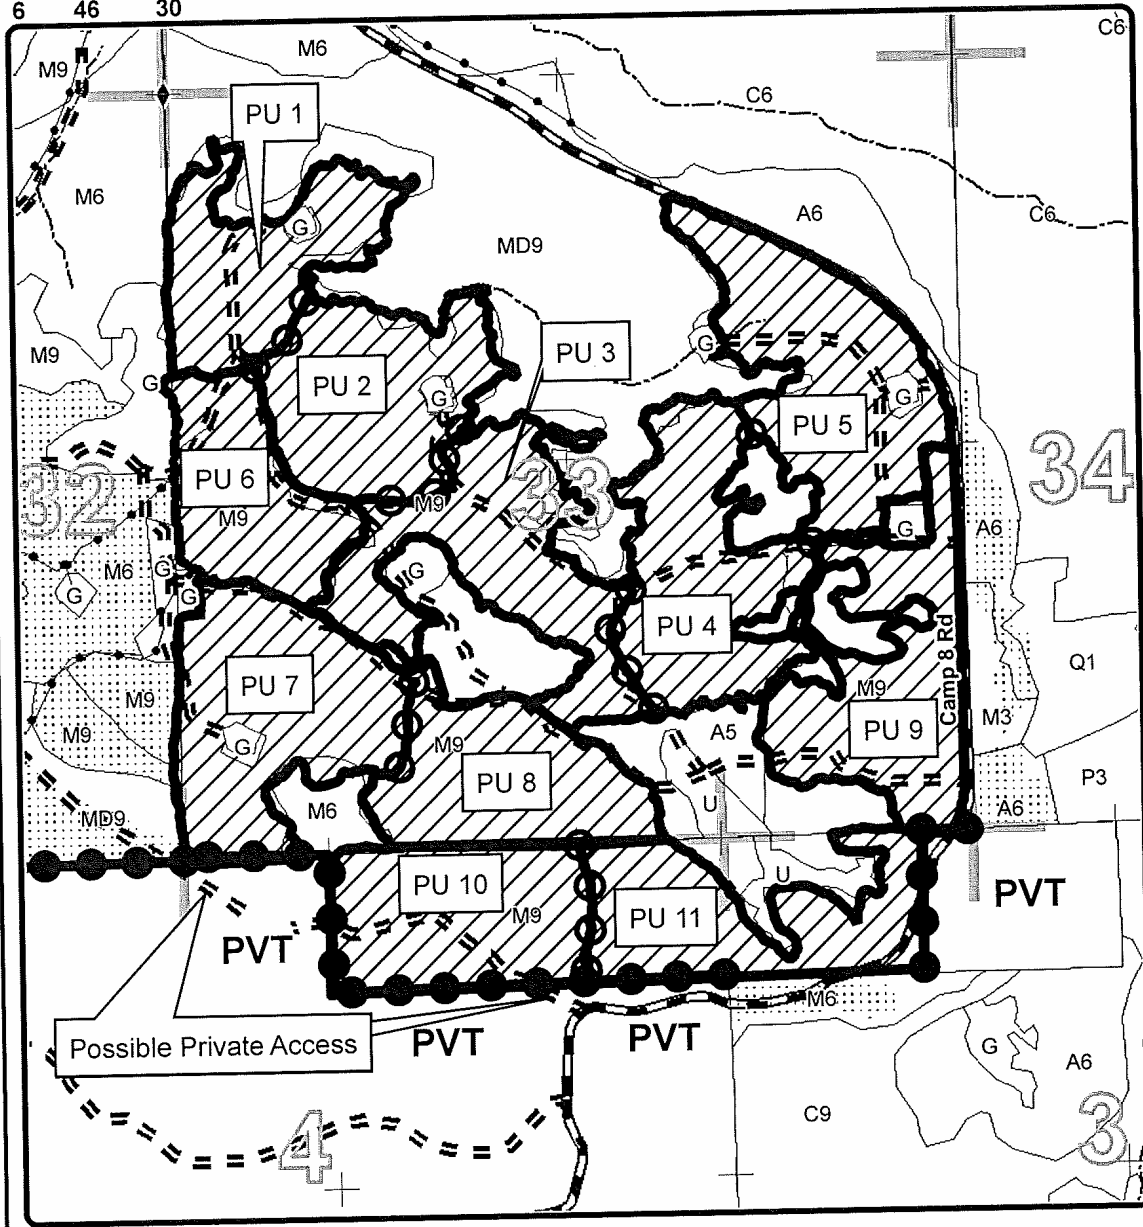 6 46 30
C6
M6
M9
C6
PU 1
M6
A6
C6
G
MD9
G
M9
PU 3
G
PU 2
G
G
PU 5
PU 6
32
33
34
M9
M9
G
A6
M6
G
G
G
G
PU 4
Camp 8 Rd
Q1
PU 7
M9
M9
M3
M9
G
M9
A5
PU 9
PU 8
P3
U
M6
MD9
A6
PU 10
U
PVT
M9
PU 11
PVT
M6
Possible Private Access
PVT
PVT
G
A6
C9
4
3